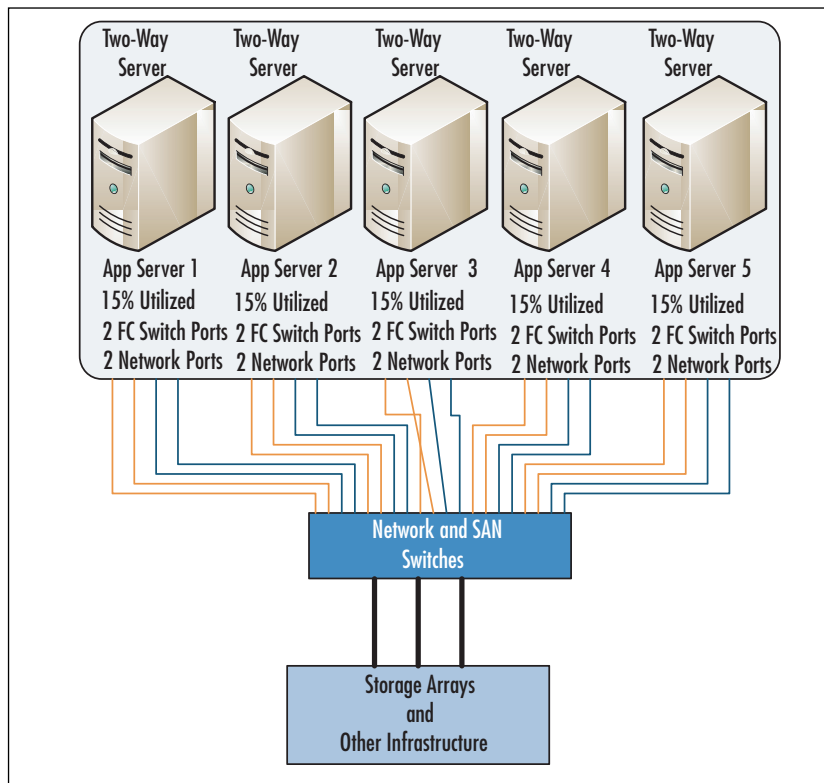 Two-Way
Server
Two-Way
Server
Two-Way
Server
Two-Way
Server
Two-Way
Server
App Server 1
15% Utilized
2 FC Switch Ports
2 Network Ports
App Server 2
15% Utilized
2 FC Switch Ports
2 Network Ports
App Server 3
15% Utilized
2 FC Switch Ports
2 Network Ports
App Server 4
15% Utilized
2 FC Switch Ports
2 Network Ports
App Server 5
15% Utilized
2 FC Switch Ports
2 Network Ports
Network and SAN
Switches
Storage Arrays
and
Other Infrastructure